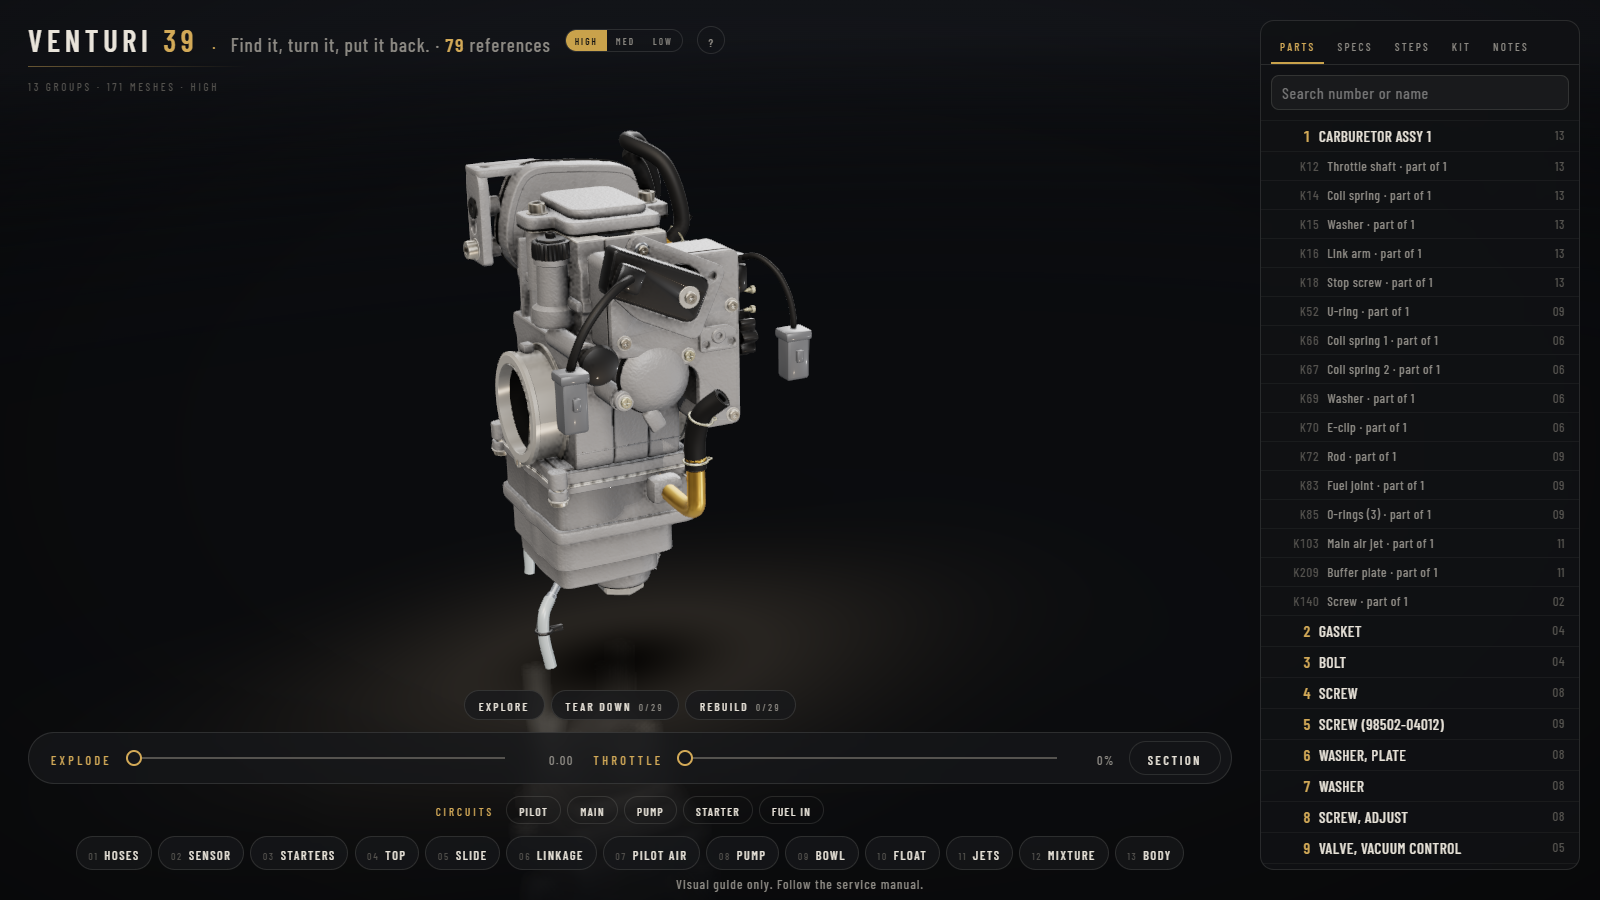 VENTURI 39 · Find it, turn it, put it back. · 79 references HIGH MED LOW ?
13 GROUPS · 171 MESHES · HIGH
PARTS SPECS STEPS KIT NOTES
Search number or name
1 CARBURETOR ASSY 1 13
K12 Throttle shaft · part of 1 13
K14 Coil spring · part of 1 13
K15 Washer · part of 1 13
K16 Link arm · part of 1 13
K18 Stop screw · part of 1 13
K52 U-ring · part of 1 09
K66 Coil spring 1 · part of 1 06
K67 Coil spring 2 · part of 1 06
K69 Washer · part of 1 06
K70 E-clip · part of 1 06
K72 Rod · part of 1 09
K83 Fuel joint · part of 1 09
K85 O-rings (3) · part of 1 09
K103 Main air jet · part of 1 11
K209 Buffer plate · part of 1 11
K140 Screw · part of 1 02
2 GASKET 04
3 BOLT 04
4 SCREW 08
5 SCREW (98502-04012) 09
6 WASHER, PLATE 08
7 WASHER 08
8 SCREW, ADJUST 08
9 VALVE, VACUUM CONTROL 05
EXPLORE TEAR DOWN 0/29 REBUILD 0/29
EXPLODE 0.00 THROTTLE 0% SECTION
CIRCUITS PILOT MAIN PUMP STARTER FUEL IN
01 HOSES 02 SENSOR 03 STARTERS 04 TOP 05 SLIDE 06 LINKAGE 07 PILOT AIR 08 PUMP 09 BOWL 10 FLOAT 11 JETS 12 MIXTURE 13 BODY
Visual guide only. Follow the service manual.